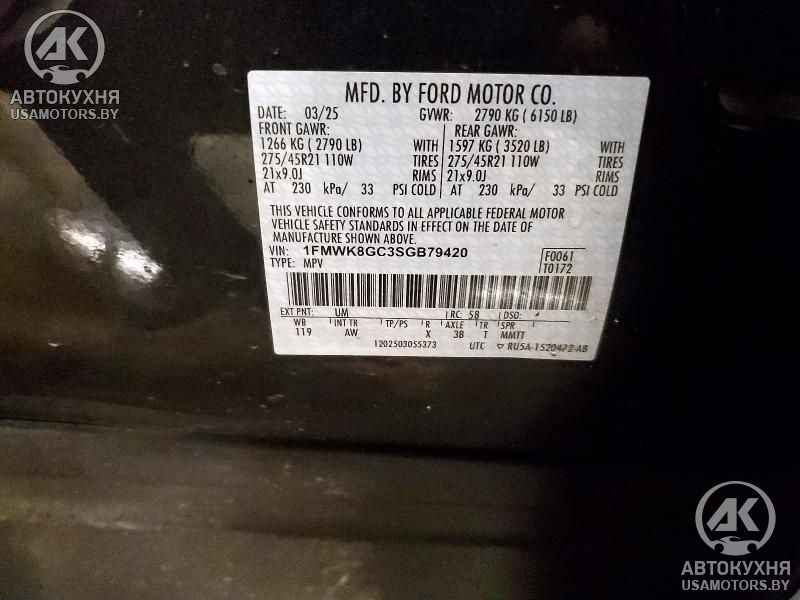 AK
АВТОКУХНЯ
USAMOTORS.BY
MFD. BY FORD MOTOR CO.
DATE: 03/25 GVWR: 2790 KG ( 6150 LB)
FRONT GAWR: REAR GAWR:
1266 KG ( 2790 LB) WITH 1597 KG ( 3520 LB) WITH
275/45R21 110W TIRES 275/45R21 110W TIRES
21x9.0J RIMS 21x9.0J RIMS
AT 230 kPa/ 33 PSI COLD AT 230 kPa/ 33 PSI COLD
THIS VEHICLE CONFORMS TO ALL APPLICABLE FEDERAL MOTOR
VEHICLE SAFETY STANDARDS IN EFFECT ON THE DATE OF
MANUFACTURE SHOWN ABOVE.
VIN: 1FMWK8GC3SGB79420 F0061
TYPE: MPV T0172
EXT PNT: UM RC: 58 DSO:
WB INT TR TP/PS R AXLE TR SPR
119 AW X 3B T MMTT
1202503055373 UTC RU5A-1520472-AB
AK
АВТОКУХНЯ
USAMOTORS.BY